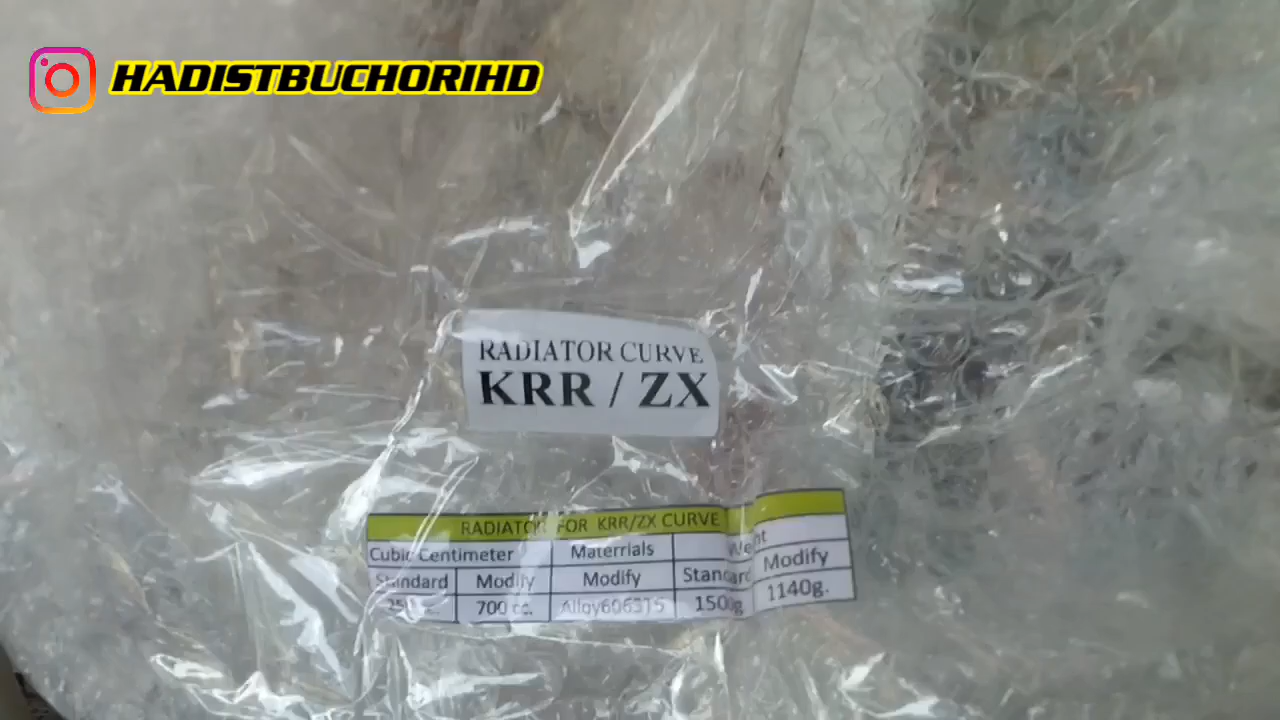 HADISTBUCHORIHD
RADIATOR CURVE
KRR / ZX
RADIATOR FOR KRR/ZX CURVE
Cubic Centimeter Materrials
Standard Modify Modify Standard Modify
700 cc. 1500g 1140g.